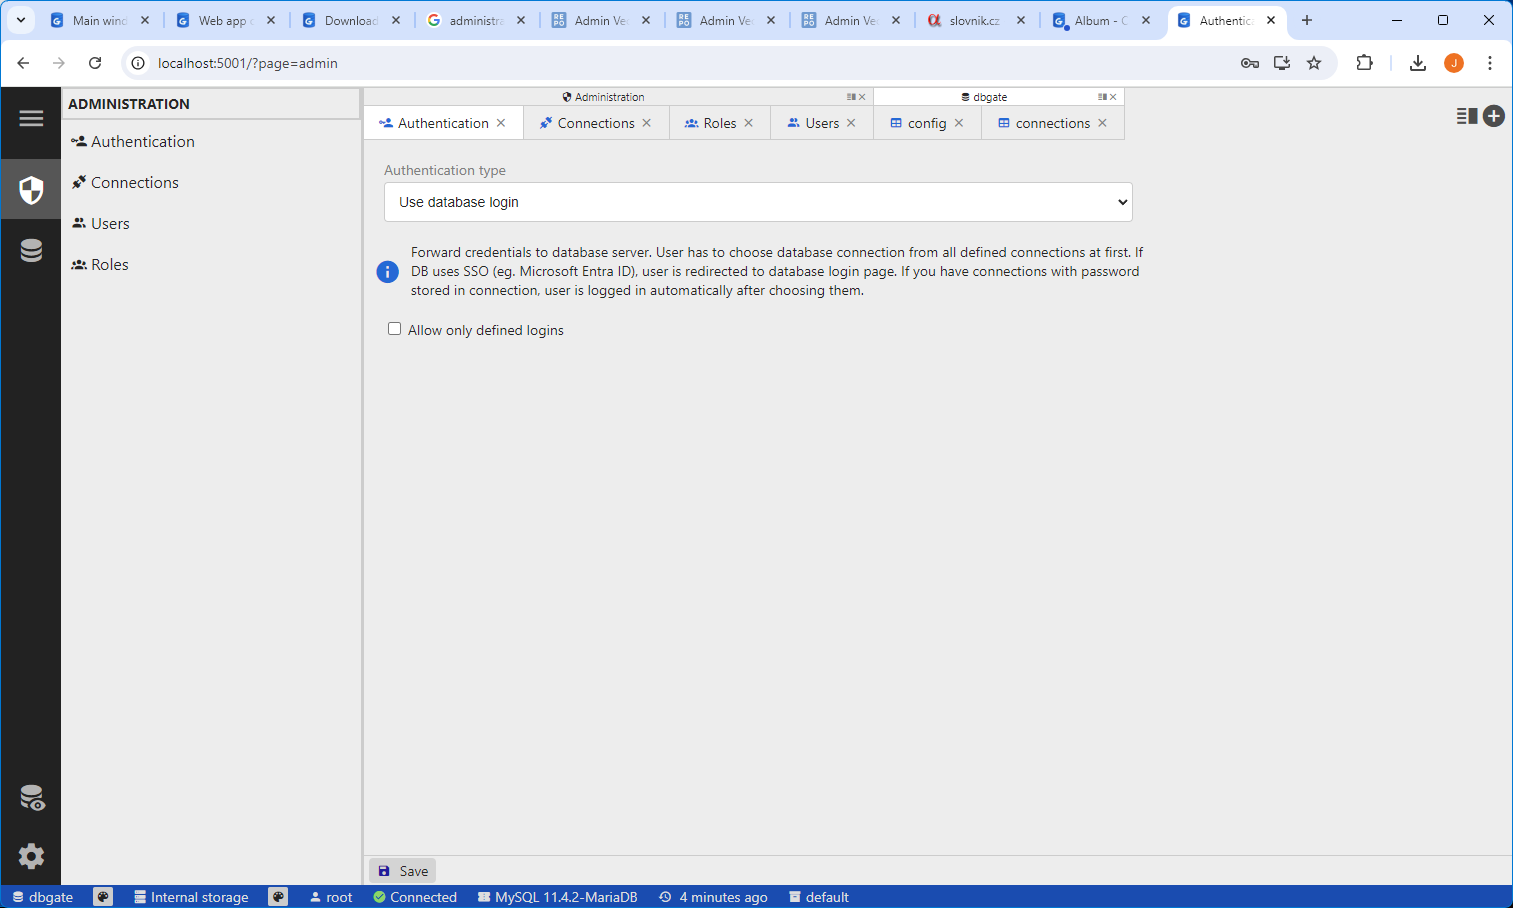 Main wind
Web app
Download
administra
Admin Ve
Admin Ve
Admin Ve
slovnik.cz
Album -
Authentic
localhost:5001/?page=admin
J
ADMINISTRATION
Authentication
Connections
Users
Roles
Administration
dbgate
Authentication
Connections
Roles
Users
config
connections
Authentication type
Use database login
Forward credentials to database server. User has to choose database connection from all defined connections at first. If
DB uses SSO (eg. Microsoft Entra ID), user is redirected to database login page. If you have connections with password
stored in connection, user is logged in automatically after choosing them.
Allow only defined logins
Save
dbgate
Internal storage
root
Connected
MySQL 11.4.2-MariaDB
4 minutes ago
default